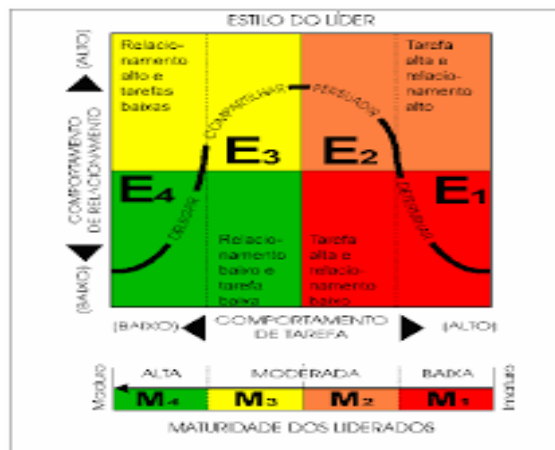 ESTILO DO LÍDER
(ALTO)
COMPORTAMENTO
DE RELACIONAMENTO
(BAIXO)
Relacio-
namento
alto e
tarefas
baixas
Tarefa
alta e
relacio-
namento
alto
COMPARTILHAR
PERSUADIR
E3
E2
E4
E1
DELEGAR
DETERMINAR
Relacio-
namento
baixo e
tarefa
baixa
Tarefa
alta e
relacio-
namento
baixo
(BAIXO)
COMPORTAMENTO
DE TAREFA
(ALTO)
Maduro
ALTA
MODERADA
BAIXA
Imaturo
M4
M3
M2
M1
MATURIDADE DOS LIDERADOS